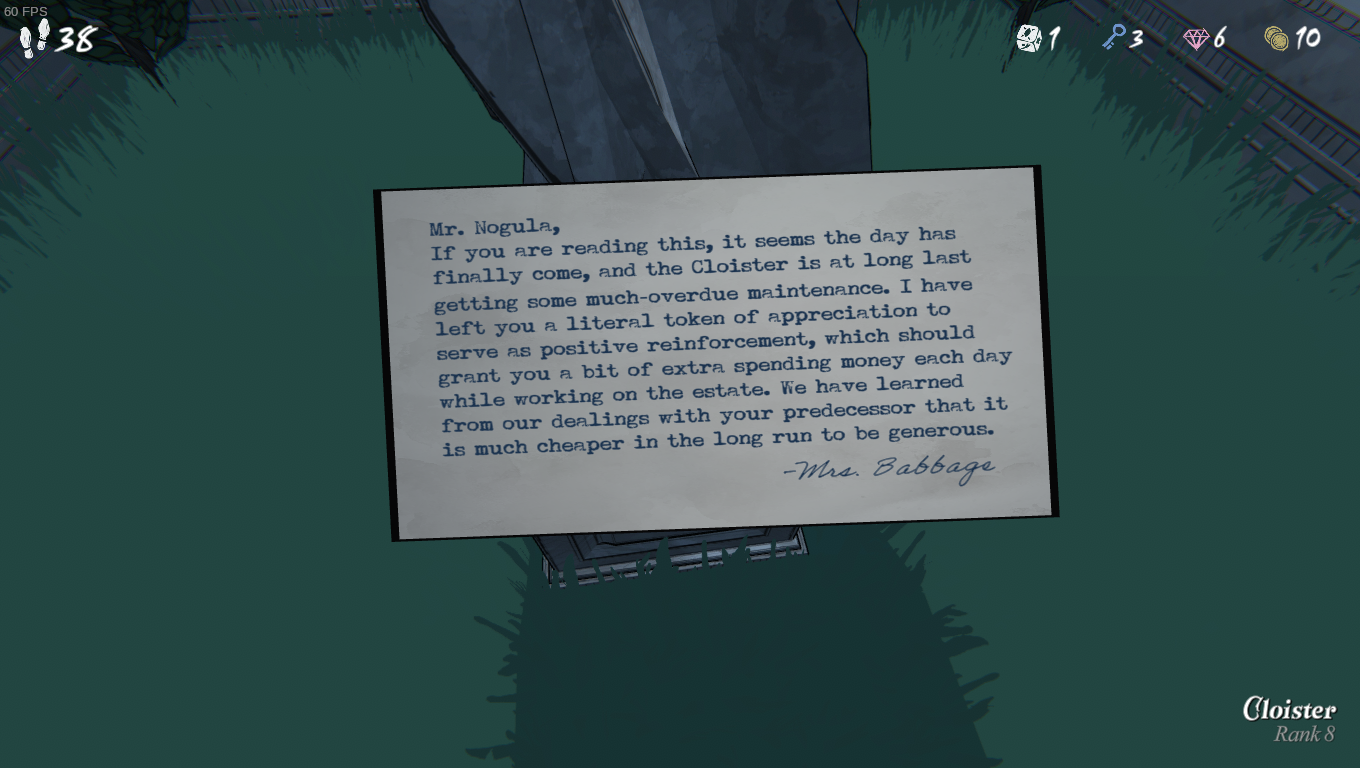 60 FPS
38
1
3
6
10
Mr. Nogula,
If you are reading this, it seems the day has
finally come, and the Cloister is at long last
getting some much-overdue maintenance. I have
left you a literal token of appreciation to
serve as positive reinforcement, which should
grant you a bit of extra spending money each day
while working on the estate. We have learned
from our dealings with your predecessor that it
is much cheaper in the long run to be generous.
-Mrs. Babbage
Cloister
Rank 8